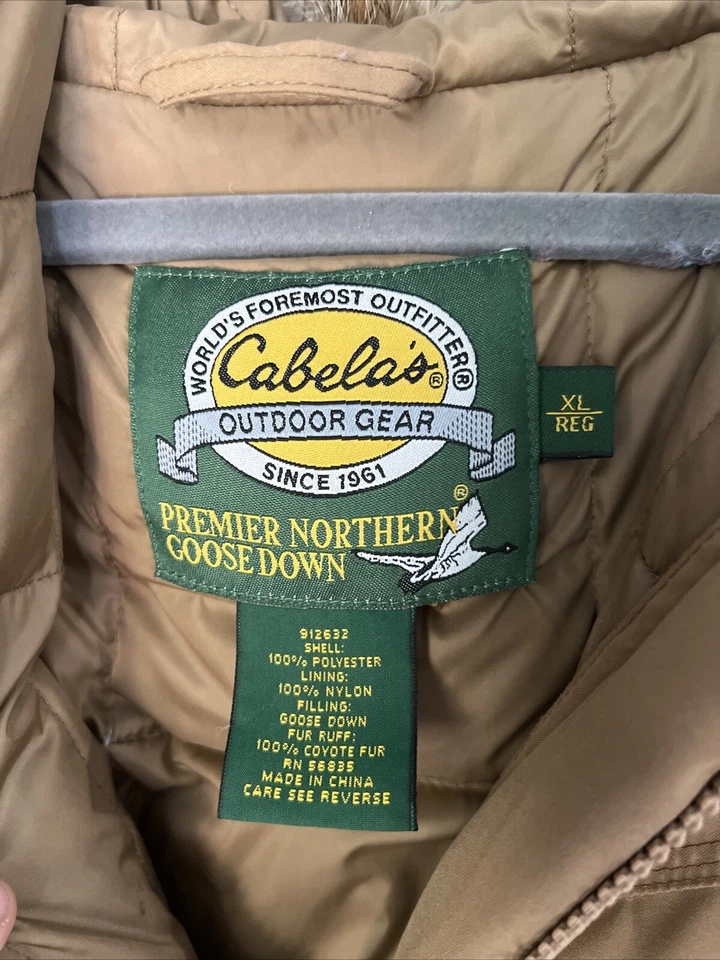 WORLD'S FOREMOST OUTFITTER®
Cabela's®
OUTDOOR GEAR
SINCE 1961
PREMIER NORTHERN®
GOOSE DOWN
XL
REG
912632
SHELL:
100% POLYESTER
LINING:
100% NYLON
FILLING:
GOOSE DOWN
FUR RUFF:
100% COYOTE FUR
RN 56835
MADE IN CHINA
CARE SEE REVERSE